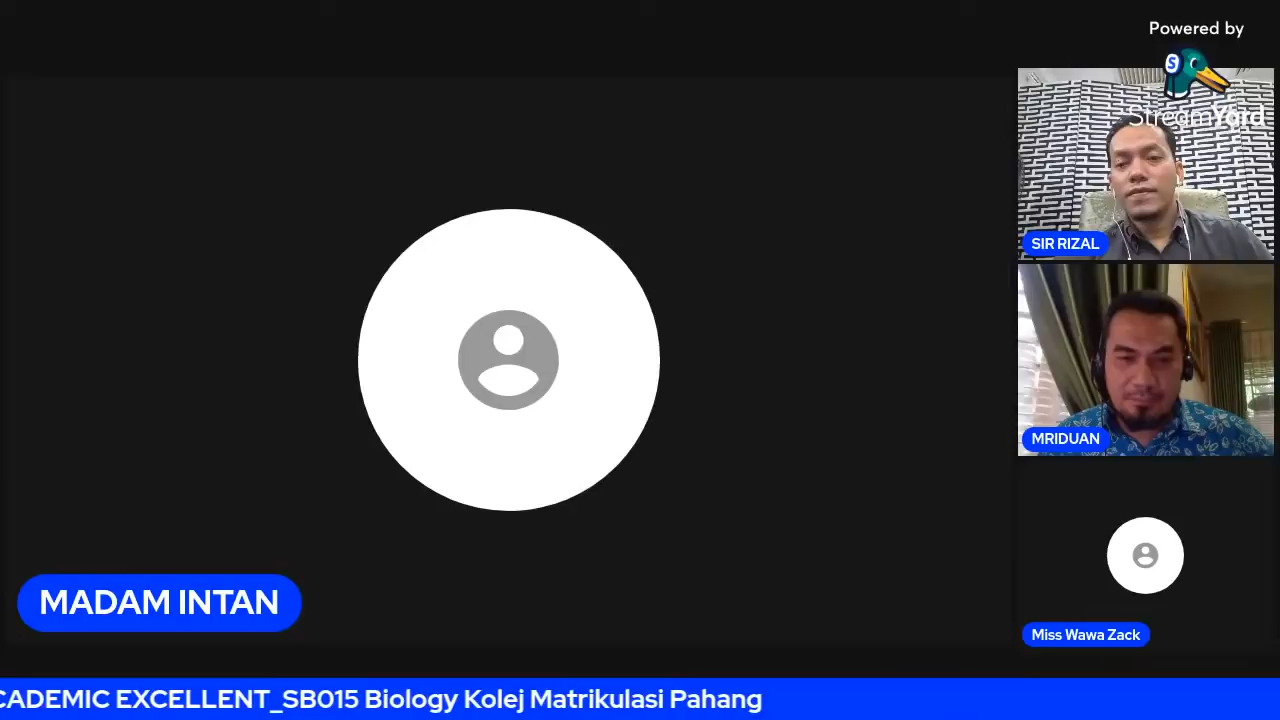 Powered by
S
StreamYard
SIR RIZAL
MRIDUAN
MADAM INTAN
Miss Wawa Zack
CADEMIC EXCELLENT_SB015 Biology Kolej Matrikulasi Pahang